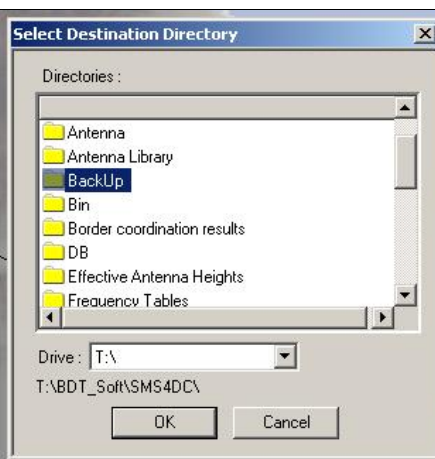 Select Destination Directory
Directories :
Antenna
Antenna Library
BackUp
Bin
Border coordination results
DB
Effective Antenna Heights
Frequency Tables
Drive : T:\
T:\BDT_Soft\SMS4DC\
OK Cancel